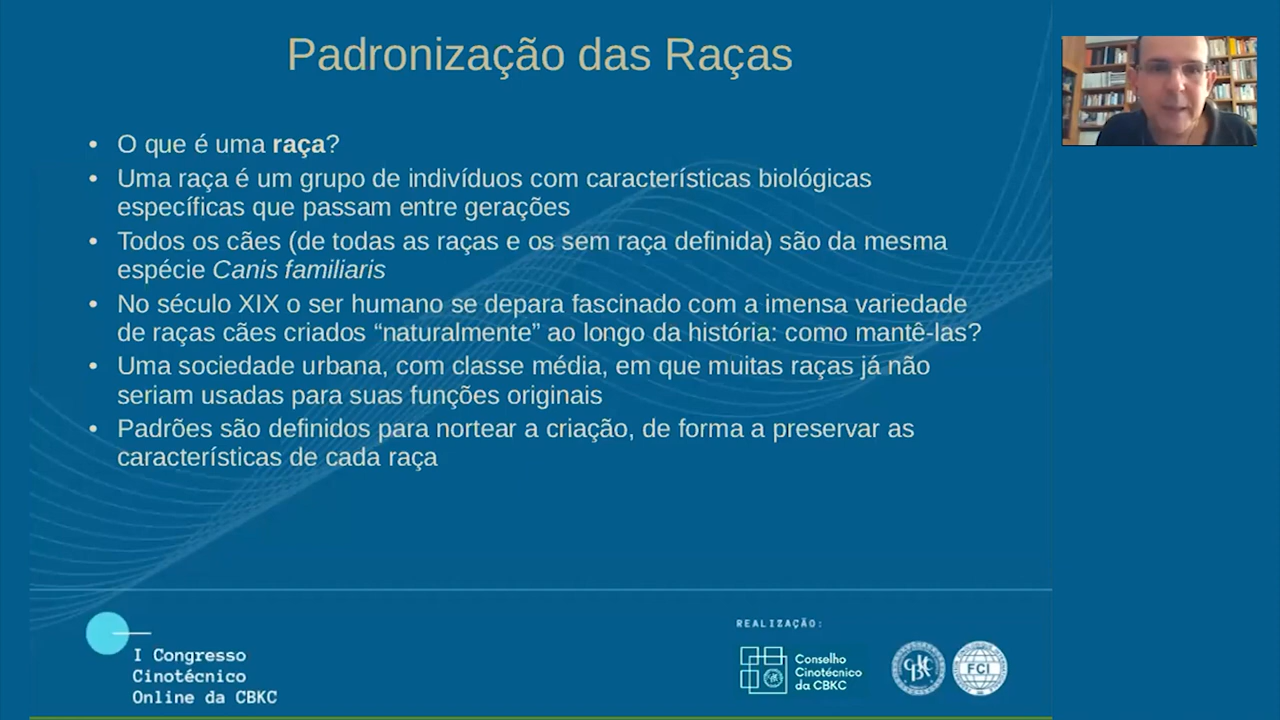 Padronização das Raças
• O que é uma raça?
• Uma raça é um grupo de indivíduos com características biológicas
específicas que passam entre gerações
• Todos os cães (de todas as raças e os sem raça definida) são da mesma
espécie Canis familiaris
• No século XIX o ser humano se depara fascinado com a imensa variedade
de raças cães criados “naturalmente” ao longo da história: como mantê-las?
• Uma sociedade urbana, com classe média, em que muitas raças já não
seriam usadas para suas funções originais
• Padrões são definidos para nortear a criação, de forma a preservar as
características de cada raça
REALIZAÇÃO:
I Congresso
Cinotécnico
Online da CBKC
Conselho
Cinotécnico
da CBKC
FCI